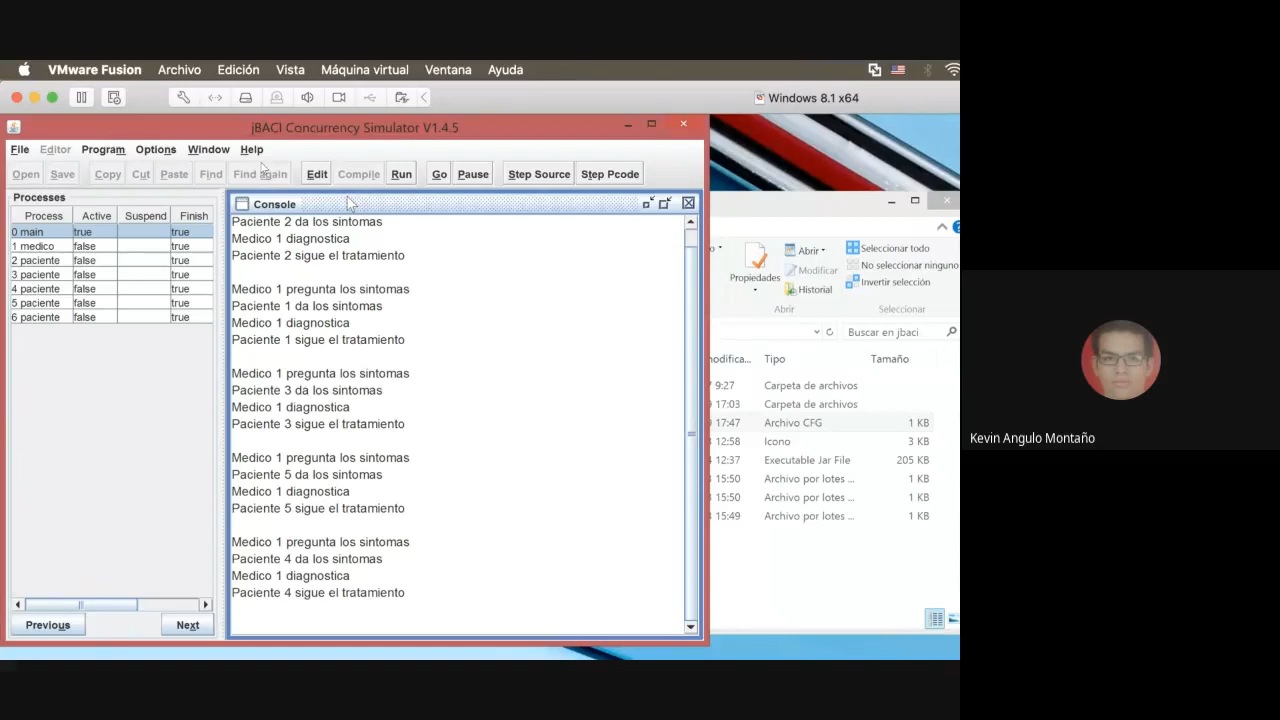 VMware Fusion Archivo Edición Vista Máquina virtual Ventana Ayuda
Windows 8.1 x64
jBACI Concurrency Simulator V1.4.5
File Editor Program Options Window Help
Open Save Copy Cut Paste Find Find Again Edit Compile Run Go Pause Step Source Step Pcode
Processes
Process Active Suspend Finish
0 main true true
1 medico false true
2 paciente false true
3 paciente false true
4 paciente false true
5 paciente false true
6 paciente false true
Previous Next
Console
Paciente 2 da los sintomas
Medico 1 diagnostica
Paciente 2 sigue el tratamiento
Medico 1 pregunta los sintomas
Paciente 1 da los sintomas
Medico 1 diagnostica
Paciente 1 sigue el tratamiento
Medico 1 pregunta los sintomas
Paciente 3 da los sintomas
Medico 1 diagnostica
Paciente 3 sigue el tratamiento
Medico 1 pregunta los sintomas
Paciente 5 da los sintomas
Medico 1 diagnostica
Paciente 5 sigue el tratamiento
Medico 1 pregunta los sintomas
Paciente 4 da los sintomas
Medico 1 diagnostica
Paciente 4 sigue el tratamiento
Propiedades
Abrir
Modificar
Historial
Abrir
Seleccionar todo
No seleccionar ninguno
Invertir selección
Seleccionar
Buscar en jbaci
modifica... Tipo Tamaño
9:27 Carpeta de archivos
17:03 Carpeta de archivos
17:47 Archivo CFG 1 KB
12:58 Icono 3 KB
12:37 Executable Jar File 205 KB
15:50 Archivo por lotes ... 1 KB
15:50 Archivo por lotes ... 1 KB
15:49 Archivo por lotes ... 1 KB
Kevin Angulo Montaño